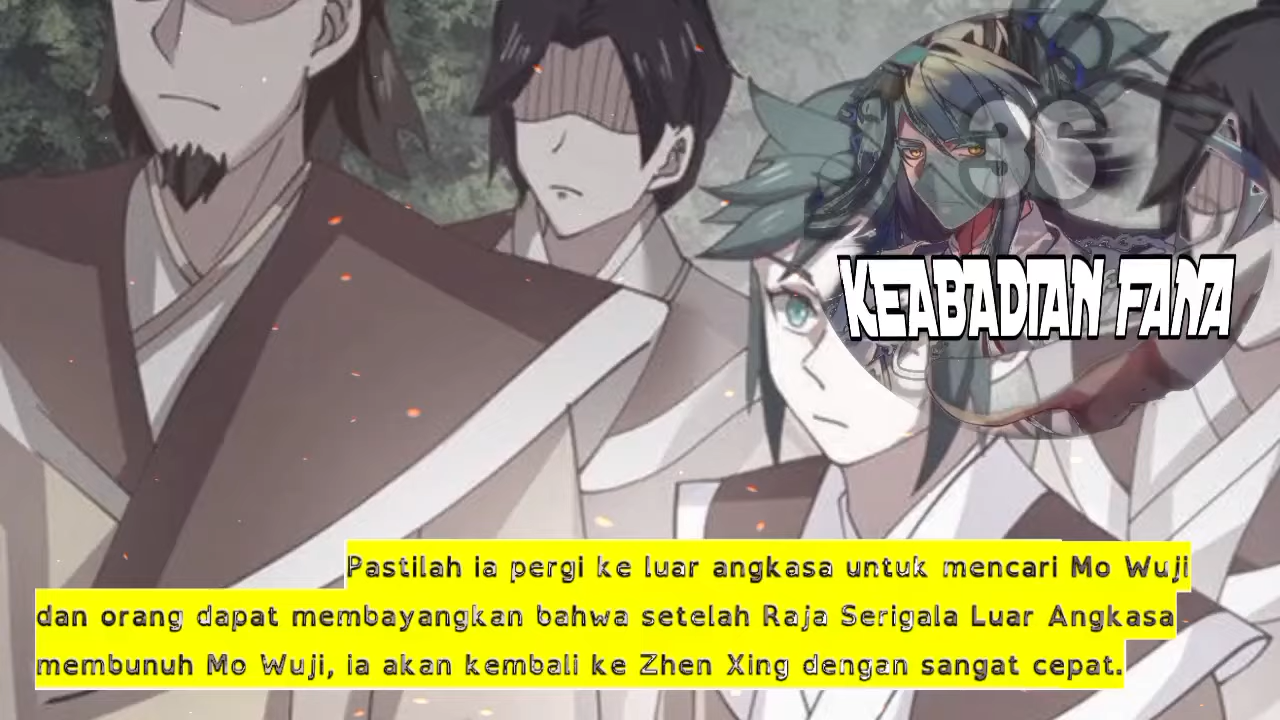 36
KEABADIAN FANA
Pastilah ia pergi ke luar angkasa untuk mencari Mo Wuji
dan orang dapat membayangkan bahwa setelah Raja Serigala Luar Angkasa
membunuh Mo Wuji, ia akan kembali ke Zhen Xing dengan sangat cepat.